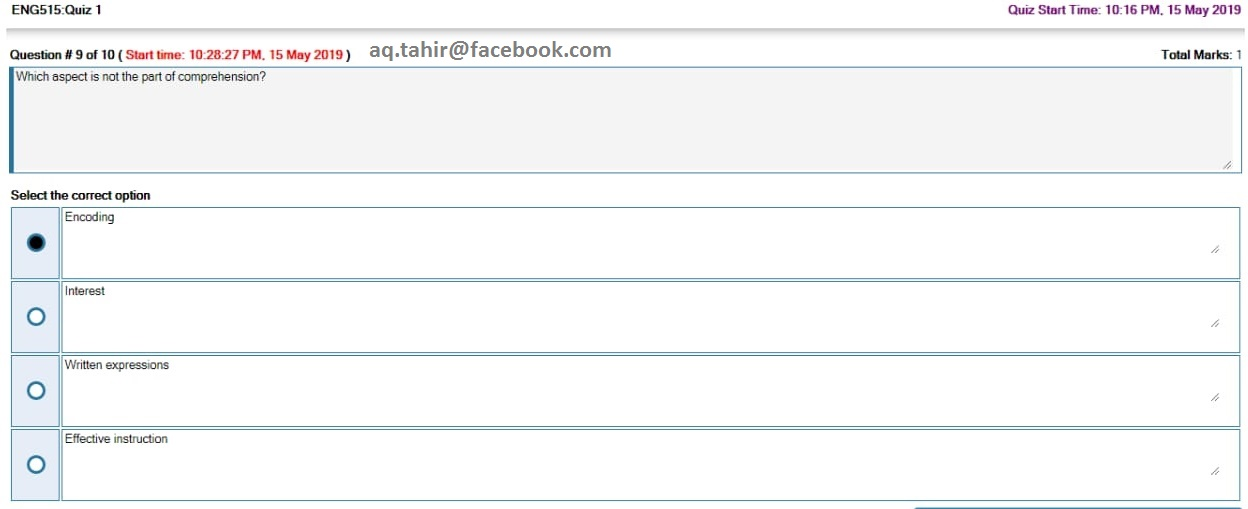 ENG515:Quiz 1 Quiz Start Time: 10:16 PM, 15 May 2019
Question # 9 of 10 ( Start time: 10:28:27 PM, 15 May 2019 ) aq.tahir@facebook.com Total Marks: 1
Which aspect is not the part of comprehension?
Select the correct option
Encoding
Interest
Written expressions
Effective instruction